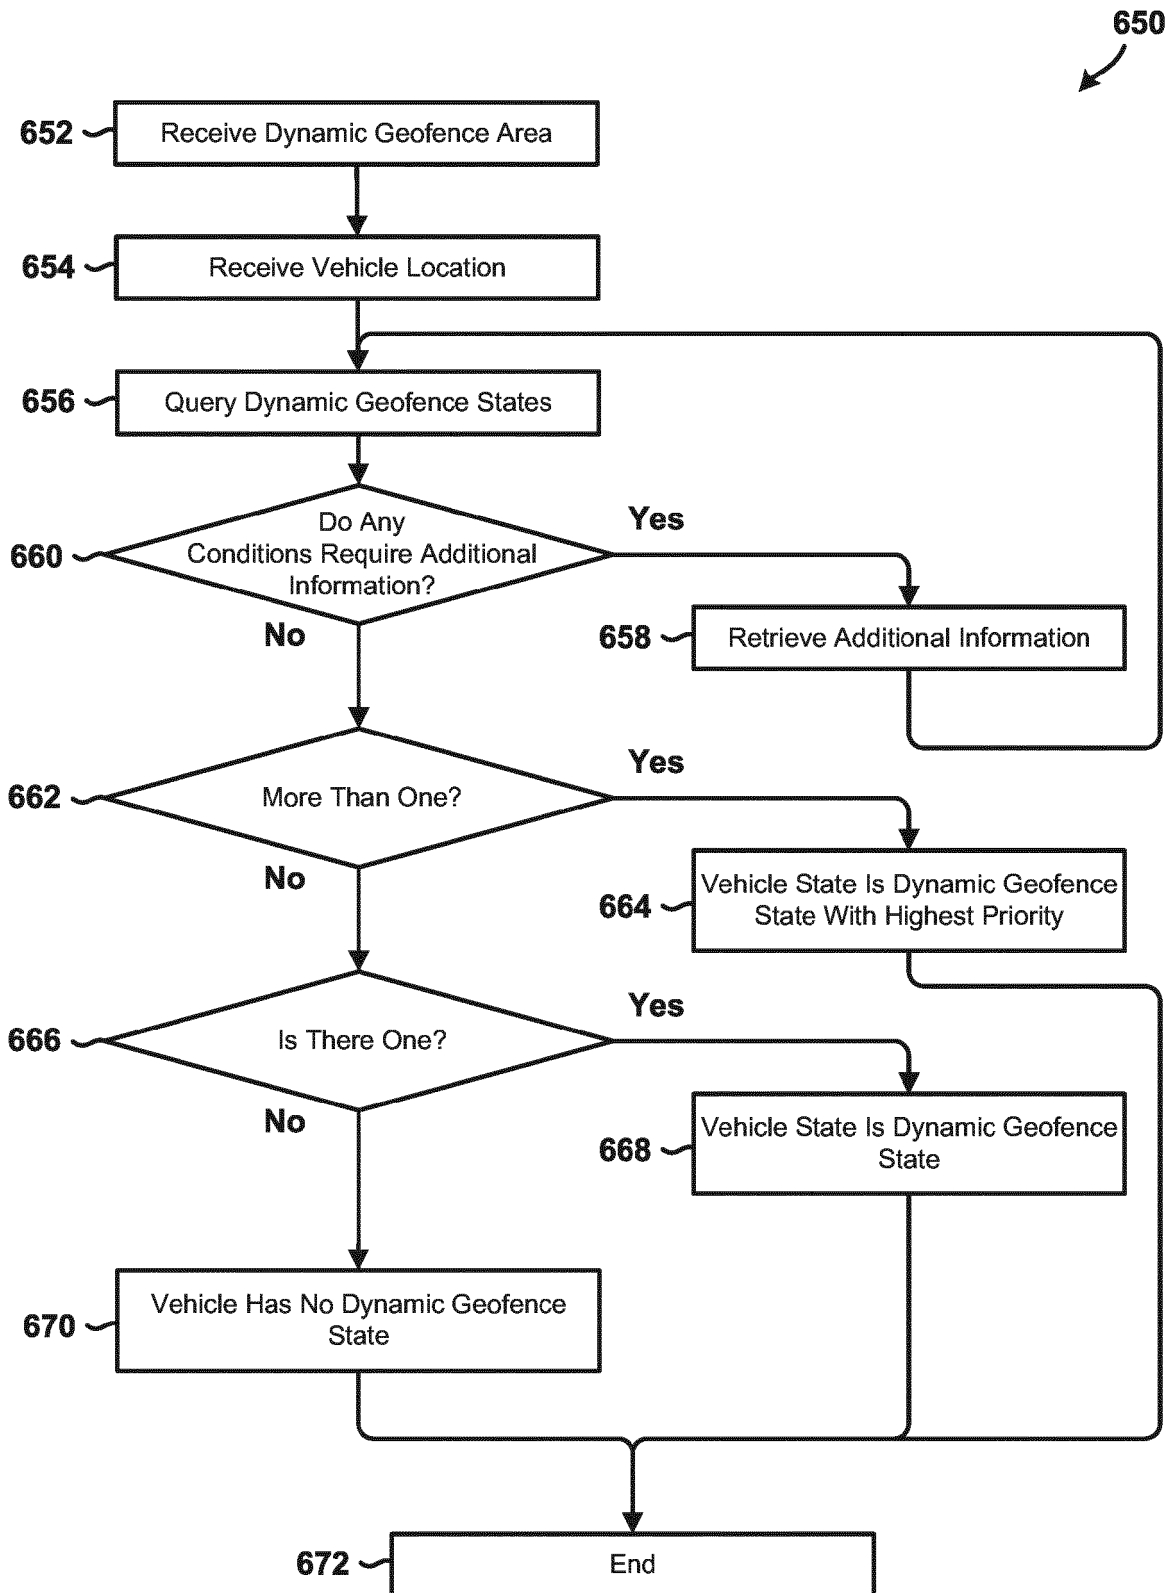 650
652
Receive Dynamic Geofence Area
654
Receive Vehicle Location
656
Query Dynamic Geofence States
660
Do Any
Conditions Require Additional
Information?
Yes
No
658
Retrieve Additional Information
662
More Than One?
Yes
No
664
Vehicle State Is Dynamic Geofence
State With Highest Priority
666
Is There One?
Yes
No
668
Vehicle State Is Dynamic Geofence
State
670
Vehicle Has No Dynamic Geofence
State
672
End